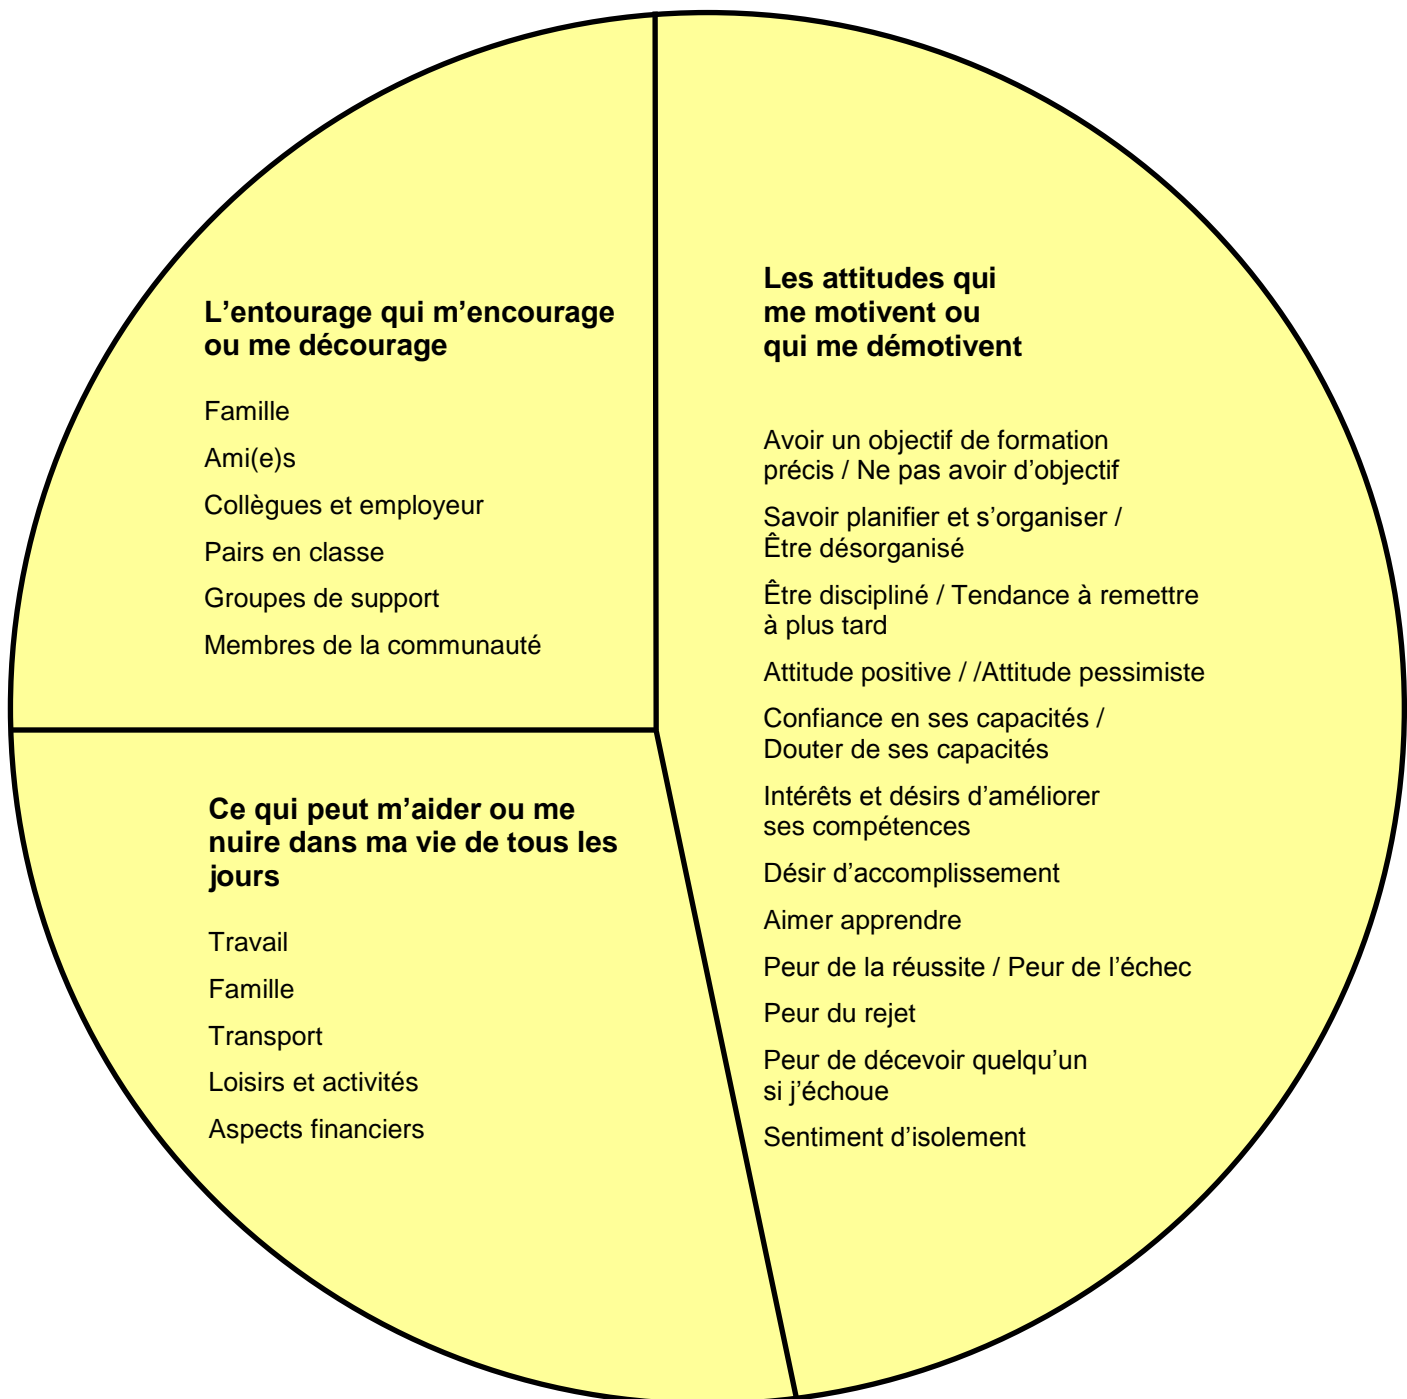 L’entourage qui m’encourage
ou me décourage
Famille
Ami(e)s
Collègues et employeur
Pairs en classe
Groupes de support
Membres de la communauté
Les attitudes qui
me motivent ou
qui me démotivent
Avoir un objectif de formation
précis / Ne pas avoir d’objectif
Savoir planifier et s’organiser /
Être désorganisé
Être discipliné / Tendance à remettre
à plus tard
Attitude positive / /Attitude pessimiste
Confiance en ses capacités /
Douter de ses capacités
Intérêts et désirs d’améliorer
ses compétences
Désir d’accomplissement
Aimer apprendre
Peur de la réussite / Peur de l’échec
Peur du rejet
Peur de décevoir quelqu’un
si j’échoue
Sentiment d’isolement
Ce qui peut m’aider ou me
nuire dans ma vie de tous les
jours
Travail
Famille
Transport
Loisirs et activités
Aspects financiers